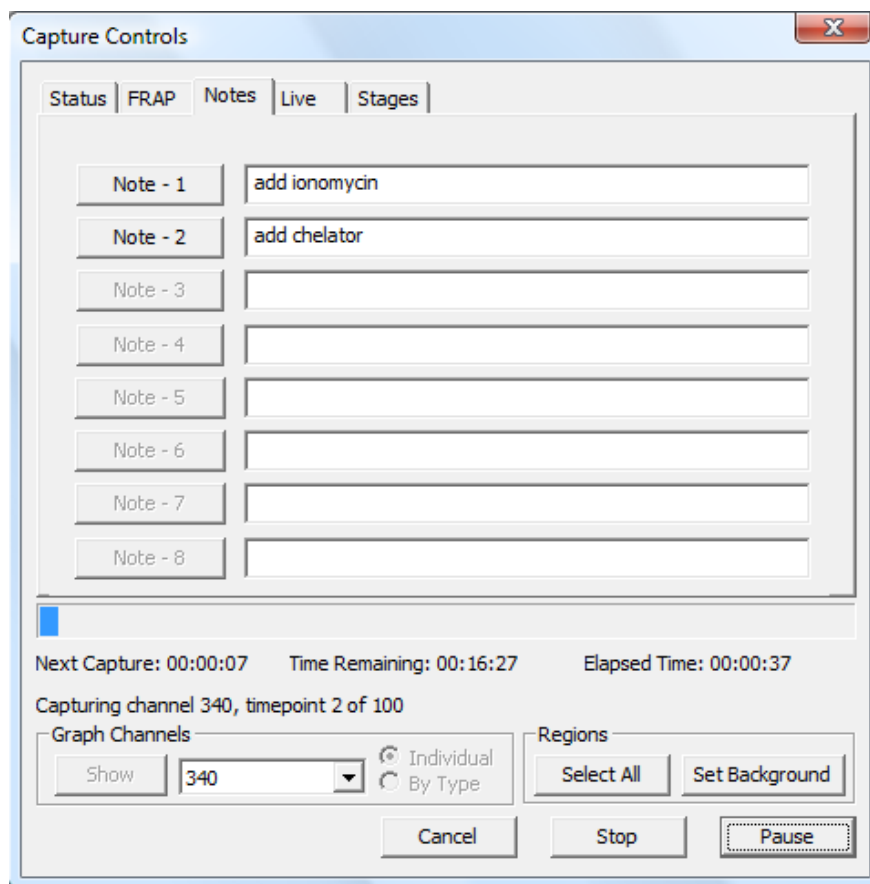 Capture Controls
Status FRAP Notes Live Stages
Note - 1 add ionomycin
Note - 2 add chelator
Note - 3
Note - 4
Note - 5
Note - 6
Note - 7
Note - 8
Next Capture: 00:00:07 Time Remaining: 00:16:27 Elapsed Time: 00:00:37
Capturing channel 340, timepoint 2 of 100
Graph Channels Regions
Show 340 Individual Select All Set Background
By Type
Cancel Stop Pause